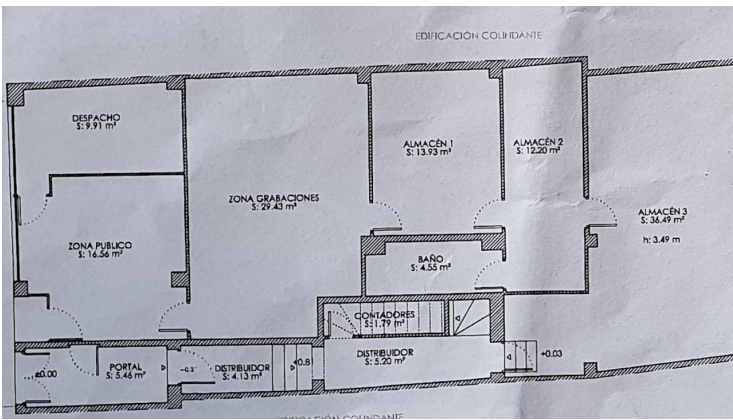 EDIFICACIÓN COLINDANTE
DESPACHO
S: 9.91 m²
ZONA PUBLICO
S: 16.56 m²
ZONA GRABACIONES
S: 29.43 m²
ALMACÉN 1
S: 13.93 m²
ALMACÉN 2
S: 12.20 m²
ALMACÉN 3
S: 36.49 m²
h: 3.49 m
BAÑO
S: 4.55 m²
CONTADORES
S: 1.79 m²
PORTAL
S: 5.46 m²
±0.00
DISTRIBUIDOR
S: 4.13 m²
+0.8
DISTRIBUIDOR
S: 5.20 m²
+0.03
EDIFICACIÓN COLINDANTE